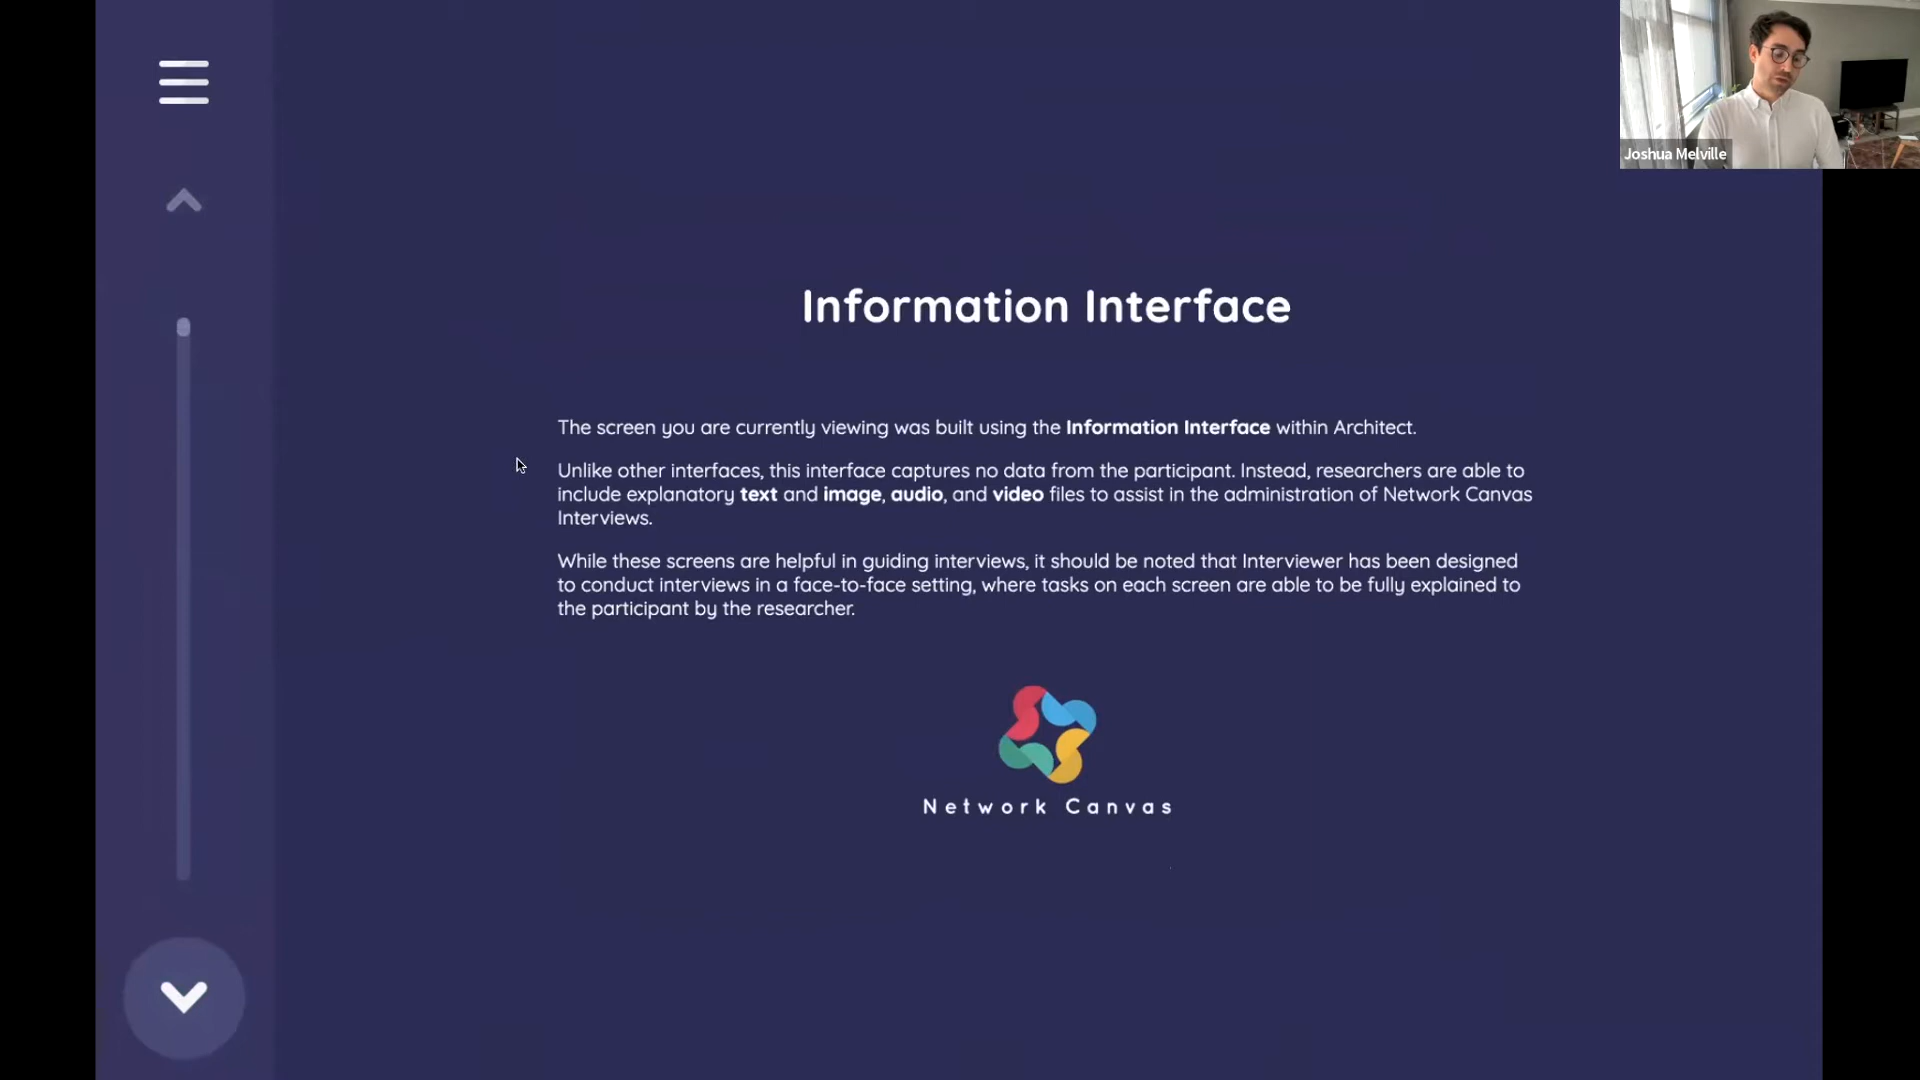 Joshua Melville
Information Interface
The screen you are currently viewing was built using the Information Interface within Architect.
Unlike other interfaces, this interface captures no data from the participant. Instead, researchers are able to
include explanatory text and image, audio, and video files to assist in the administration of Network Canvas
Interviews.
While these screens are helpful in guiding interviews, it should be noted that Interviewer has been designed
to conduct interviews in a face-to-face setting, where tasks on each screen are able to be fully explained to
the participant by the researcher.
Network Canvas